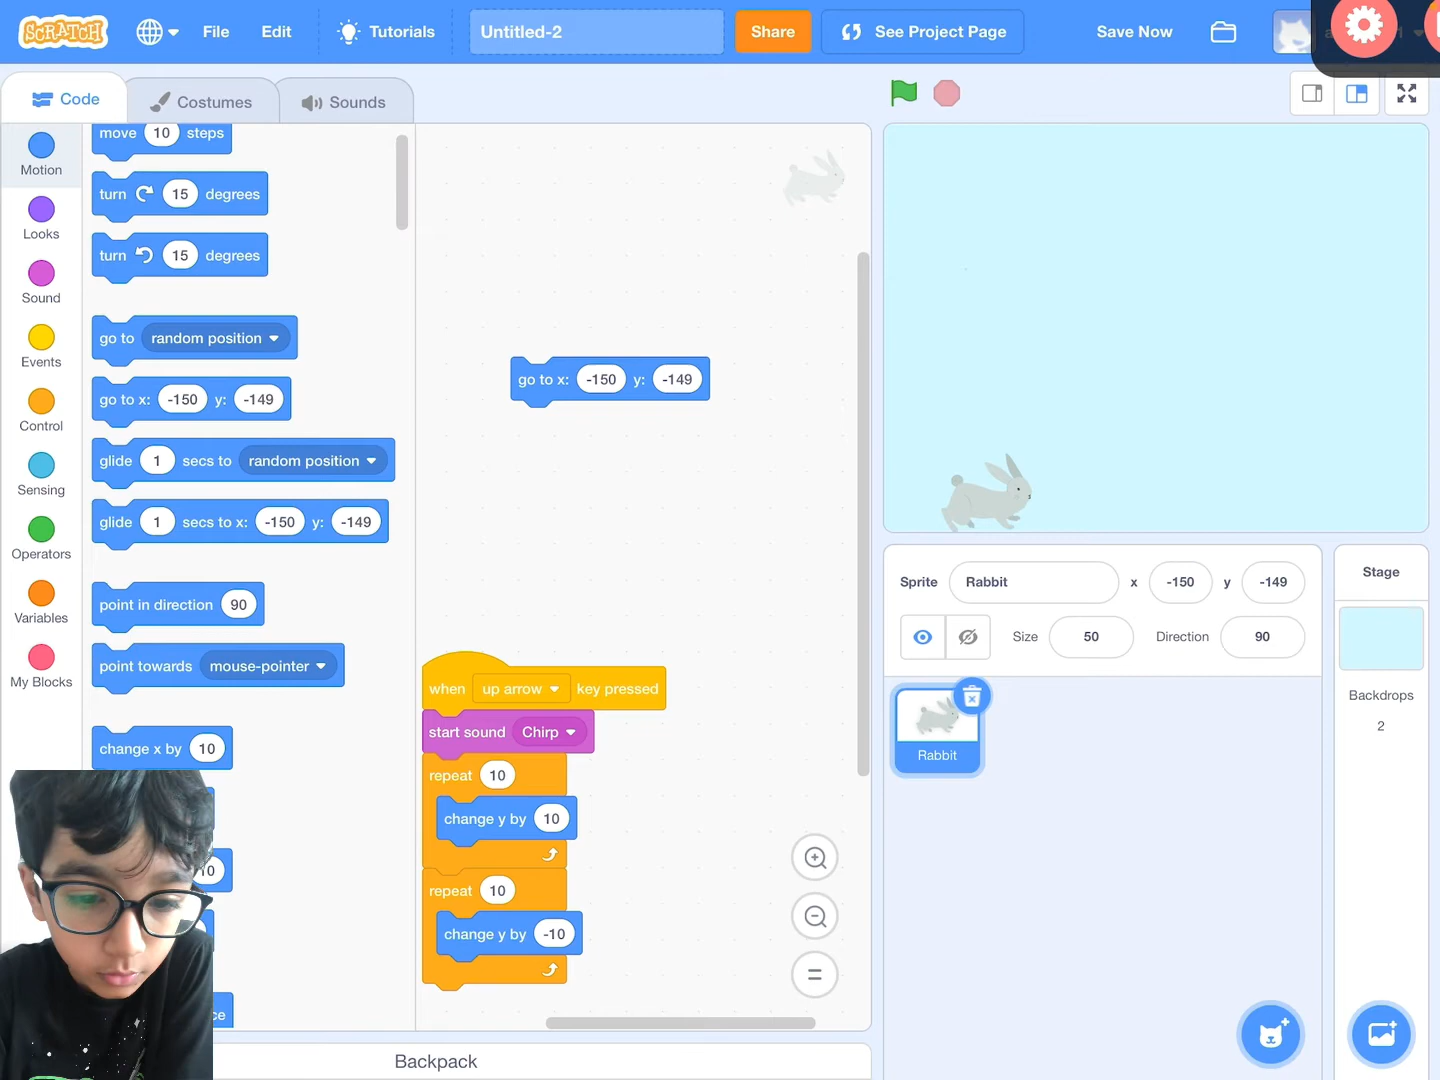 SCRATCH
File
Edit
Tutorials
Untitled-2
Share
See Project Page
Save Now
Code
Costumes
Sounds
Motion
Looks
Sound
Events
Control
Sensing
Operators
Variables
My Blocks
move 10 steps
turn 15 degrees
turn 15 degrees
go to random position
go to x: -150 y: -149
glide 1 secs to random position
glide 1 secs to x: -150 y: -149
point in direction 90
point towards mouse-pointer
change x by 10
10
ce
go to x: -150 y: -149
when up arrow key pressed
start sound Chirp
repeat 10
change y by 10
repeat 10
change y by -10
Backpack
Sprite Rabbit x -150 y -149
Size 50 Direction 90
Rabbit
Stage
Backdrops
2